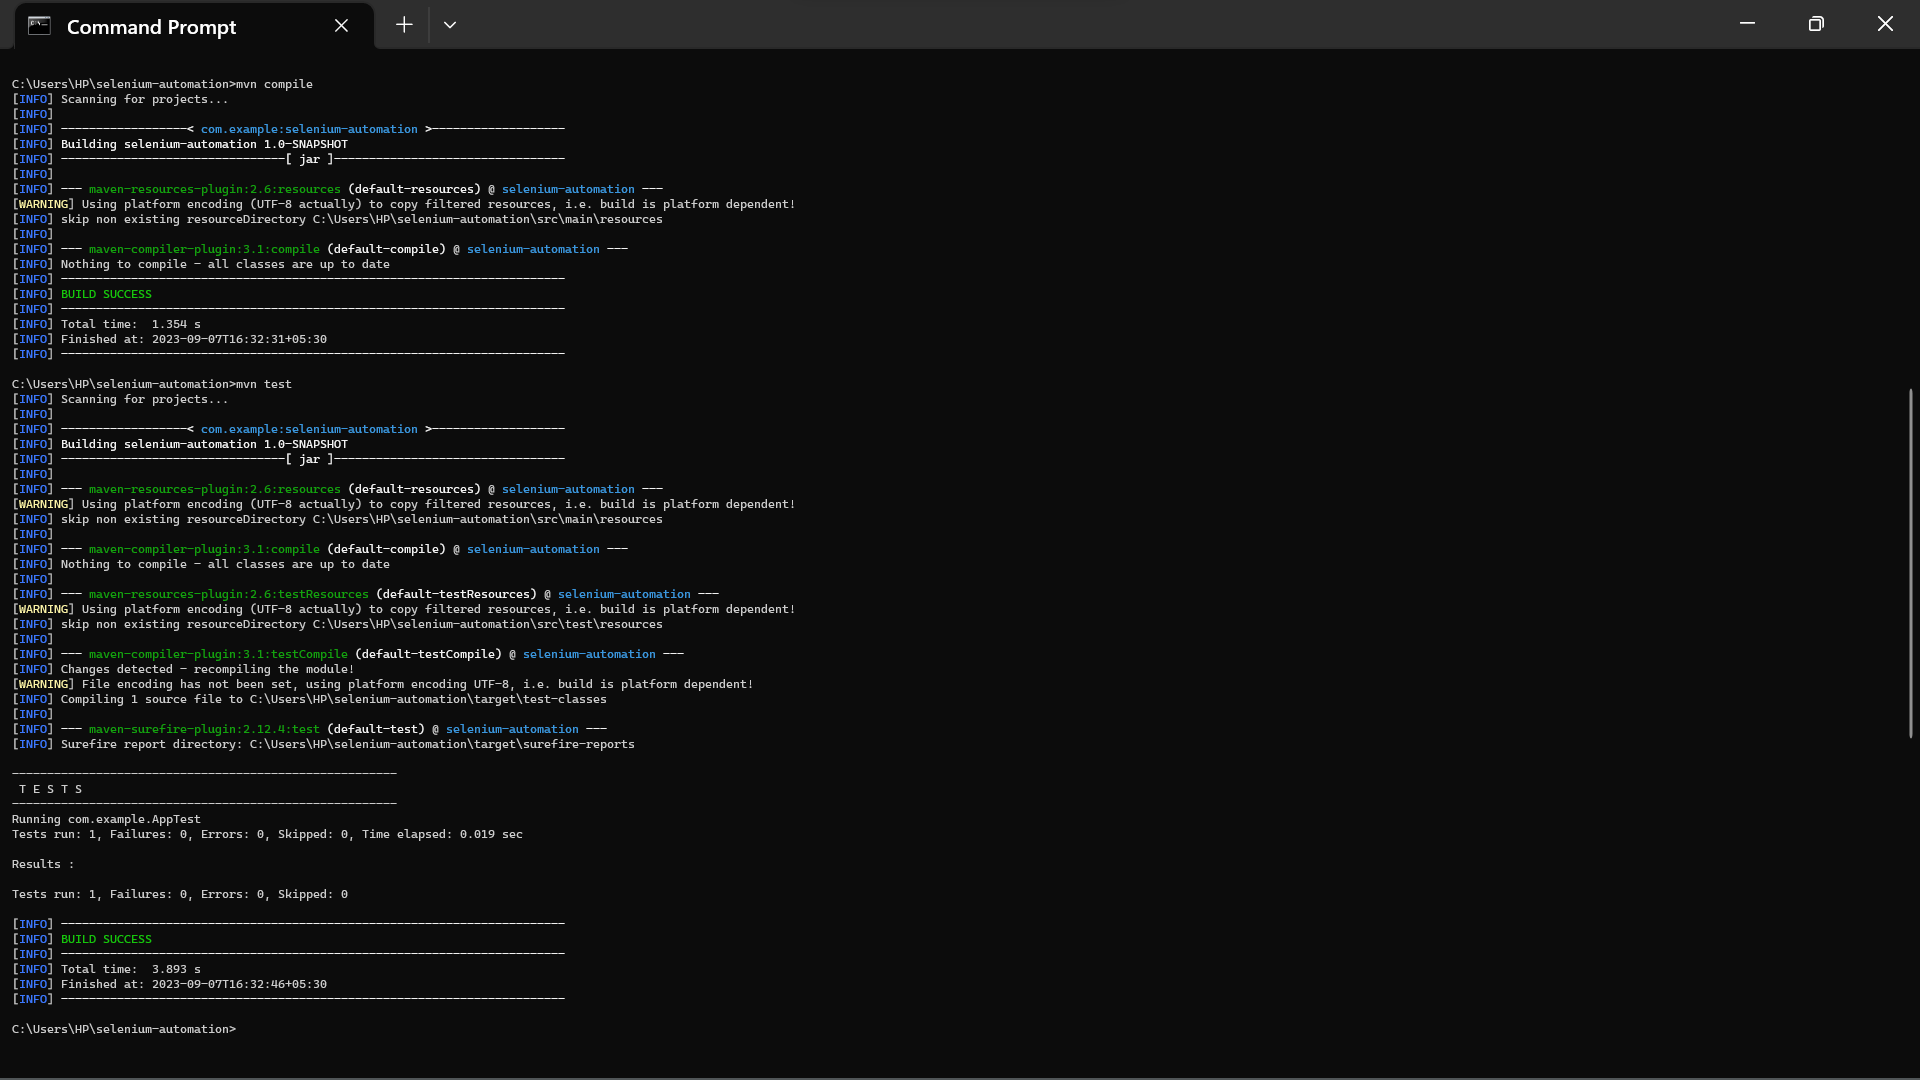 Command Prompt
C:\Users\HP\selenium-automation>mvn compile
[INFO] Scanning for projects...
[INFO]
[INFO] ------------------< com.example:selenium-automation >-------------------
[INFO] Building selenium-automation 1.0-SNAPSHOT
[INFO] --------------------------------[ jar ]---------------------------------
[INFO]
[INFO] --- maven-resources-plugin:2.6:resources (default-resources) @ selenium-automation ---
[WARNING] Using platform encoding (UTF-8 actually) to copy filtered resources, i.e. build is platform dependent!
[INFO] skip non existing resourceDirectory C:\Users\HP\selenium-automation\src\main\resources
[INFO]
[INFO] --- maven-compiler-plugin:3.1:compile (default-compile) @ selenium-automation ---
[INFO] Nothing to compile - all classes are up to date
[INFO] ------------------------------------------------------------------------
[INFO] BUILD SUCCESS
[INFO] ------------------------------------------------------------------------
[INFO] Total time:  1.354 s
[INFO] Finished at: 2023-09-07T16:32:31+05:30
[INFO] ------------------------------------------------------------------------
C:\Users\HP\selenium-automation>mvn test
[INFO] Scanning for projects...
[INFO]
[INFO] ------------------< com.example:selenium-automation >-------------------
[INFO] Building selenium-automation 1.0-SNAPSHOT
[INFO] --------------------------------[ jar ]---------------------------------
[INFO]
[INFO] --- maven-resources-plugin:2.6:resources (default-resources) @ selenium-automation ---
[WARNING] Using platform encoding (UTF-8 actually) to copy filtered resources, i.e. build is platform dependent!
[INFO] skip non existing resourceDirectory C:\Users\HP\selenium-automation\src\main\resources
[INFO]
[INFO] --- maven-compiler-plugin:3.1:compile (default-compile) @ selenium-automation ---
[INFO] Nothing to compile - all classes are up to date
[INFO]
[INFO] --- maven-resources-plugin:2.6:testResources (default-testResources) @ selenium-automation ---
[WARNING] Using platform encoding (UTF-8 actually) to copy filtered resources, i.e. build is platform dependent!
[INFO] skip non existing resourceDirectory C:\Users\HP\selenium-automation\src\test\resources
[INFO]
[INFO] --- maven-compiler-plugin:3.1:testCompile (default-testCompile) @ selenium-automation ---
[INFO] Changes detected - recompiling the module!
[WARNING] File encoding has not been set, using platform encoding UTF-8, i.e. build is platform dependent!
[INFO] Compiling 1 source file to C:\Users\HP\selenium-automation\target\test-classes
[INFO]
[INFO] --- maven-surefire-plugin:2.12.4:test (default-test) @ selenium-automation ---
[INFO] Surefire report directory: C:\Users\HP\selenium-automation\target\surefire-reports
-------------------------------------------------------
 T E S T S
-------------------------------------------------------
Running com.example.AppTest
Tests run: 1, Failures: 0, Errors: 0, Skipped: 0, Time elapsed: 0.019 sec
Results :
Tests run: 1, Failures: 0, Errors: 0, Skipped: 0
[INFO] ------------------------------------------------------------------------
[INFO] BUILD SUCCESS
[INFO] ------------------------------------------------------------------------
[INFO] Total time:  3.893 s
[INFO] Finished at: 2023-09-07T16:32:46+05:30
[INFO] ------------------------------------------------------------------------
C:\Users\HP\selenium-automation>